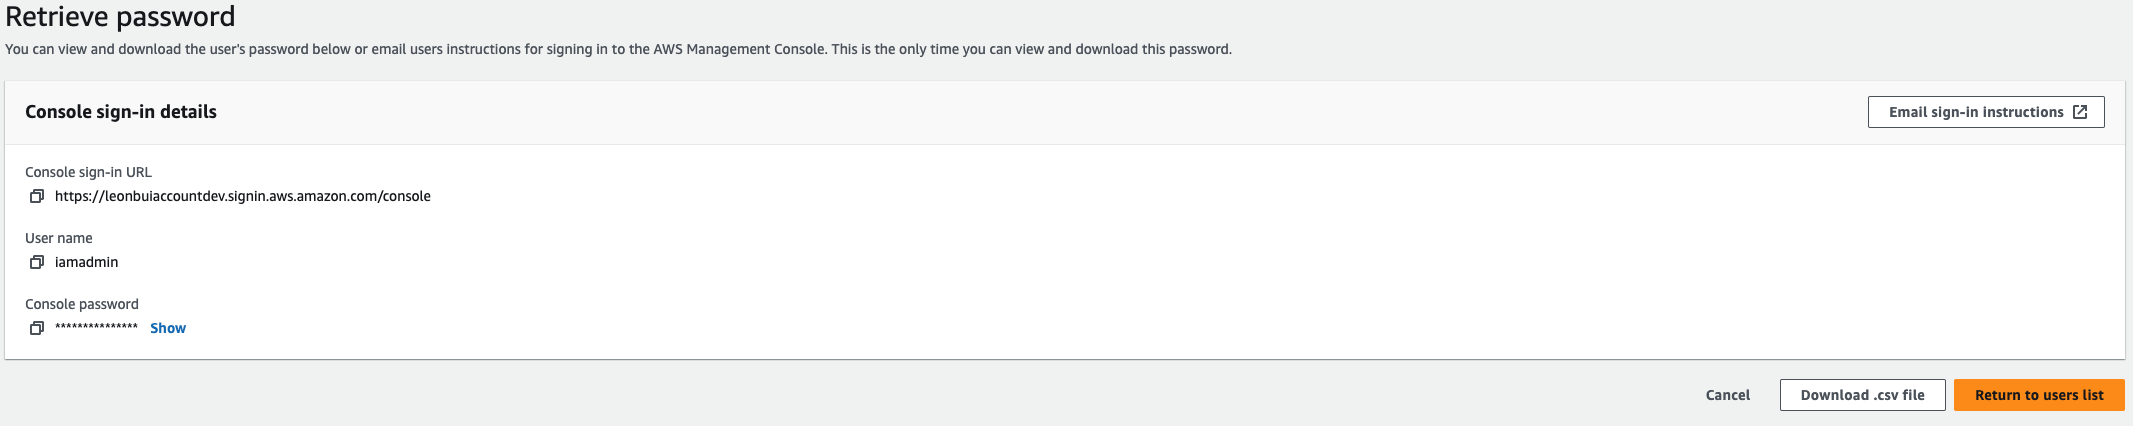 Retrieve password
You can view and download the user's password below or email users instructions for signing in to the AWS Management Console. This is the only time you can view and download this password.
Console sign-in details
Email sign-in instructions
Console sign-in URL
https://leonbuiaccountdev.signin.aws.amazon.com/console
User name
iamadmin
Console password
*************** Show
Cancel
Download .csv file
Return to users list